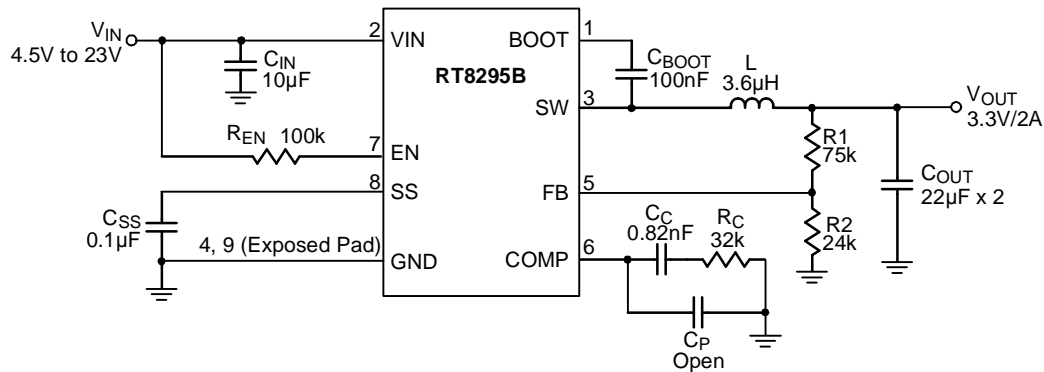 VIN
4.5V to 23V
CIN
10µF
REN 100k
CSS
0.1µF
4, 9 (Exposed Pad)
2
7
8
VIN
EN
SS
GND
RT8295B
BOOT
SW
FB
COMP
1
3
5
6
CBOOT
100nF
L
3.6µH
VOUT
3.3V/2A
R1
75k
COUT
22µF x 2
R2
24k
CC
0.82nF
RC
32k
CP
Open